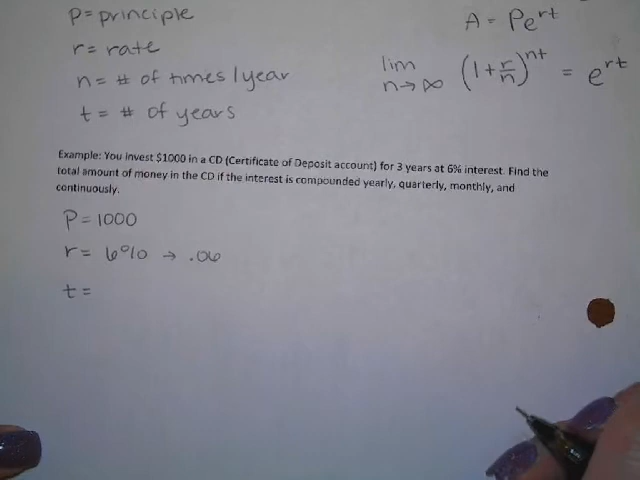 p = principle
r = rate
n = # of times / year
t = # of years
A = Pe^rt
lim n→∞ (1 + r/n)^nt = e^rt
Example: You invest $1000 in a CD (Certificate of Deposit account) for 3 years at 6% interest. Find the
total amount of money in the CD if the interest is compounded yearly, quarterly, monthly, and
continuously.
P = 1000
r = 6% → .06
t =